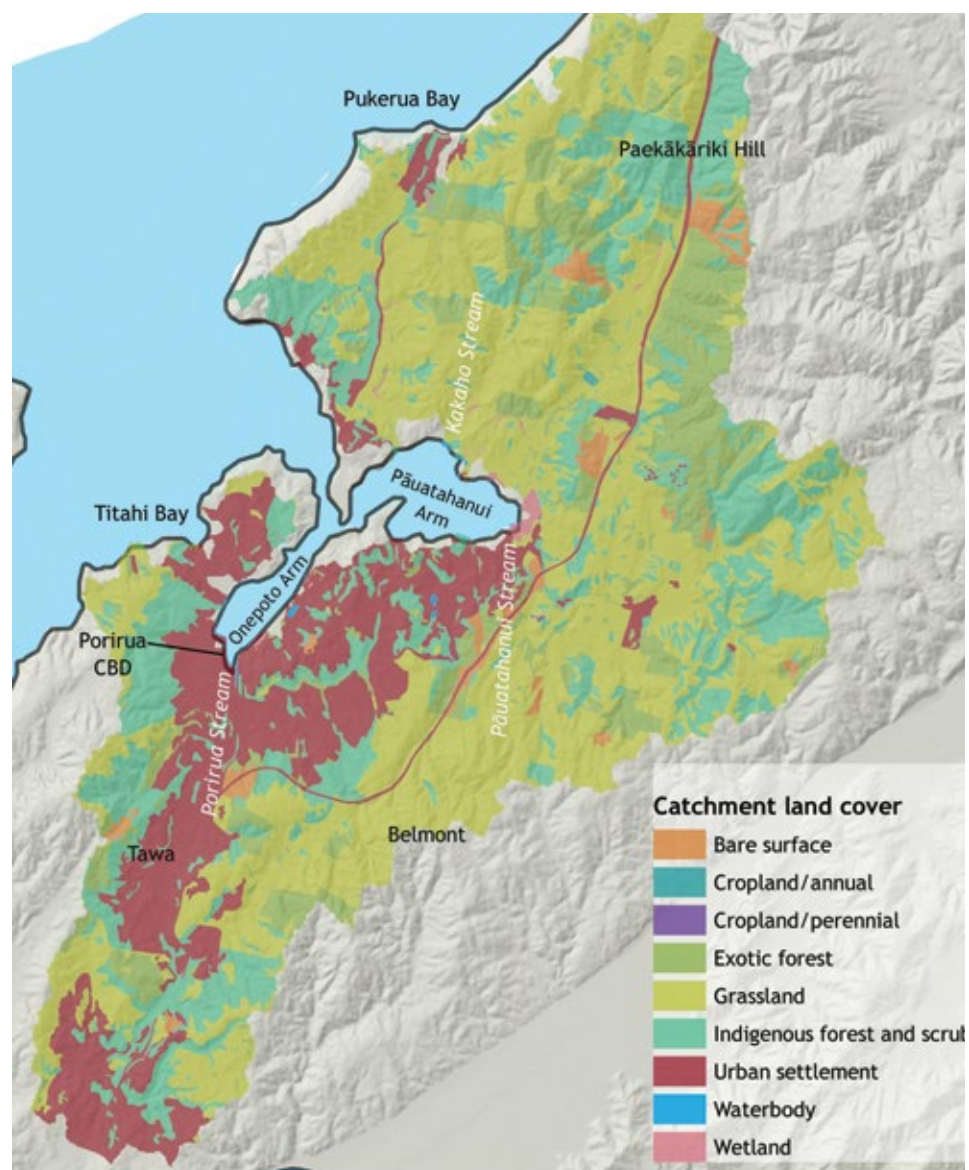 Pukerua Bay
Paekākāriki Hill
Kakaho Stream
Titahi Bay
Pāuatahanui
Arm
Onepoto Arm
Porirua
CBD
Pāuatahanui Stream
Porirua Stream
Belmont
Tawa
Catchment land cover
Bare surface
Cropland/annual
Cropland/perennial
Exotic forest
Grassland
Indigenous forest and scrub
Urban settlement
Waterbody
Wetland